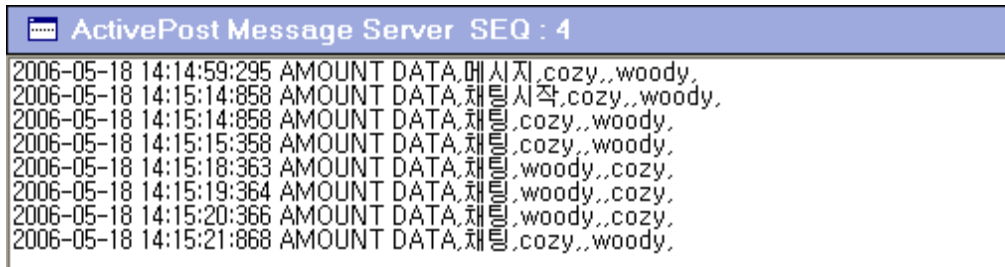 ActivePost Message Server SEQ : 4
2006-05-18 14:14:59:295 AMOUNT DATA,메시지,cozy,,woody,
2006-05-18 14:15:14:858 AMOUNT DATA,채팅시작,cozy,,woody,
2006-05-18 14:15:14:858 AMOUNT DATA,채팅,cozy,,woody,
2006-05-18 14:15:15:358 AMOUNT DATA,채팅,cozy,,woody,
2006-05-18 14:15:18:363 AMOUNT DATA,채팅,woody,,cozy,
2006-05-18 14:15:19:364 AMOUNT DATA,채팅,woody,,cozy,
2006-05-18 14:15:20:366 AMOUNT DATA,채팅,woody,,cozy,
2006-05-18 14:15:21:868 AMOUNT DATA,채팅,cozy,,woody,